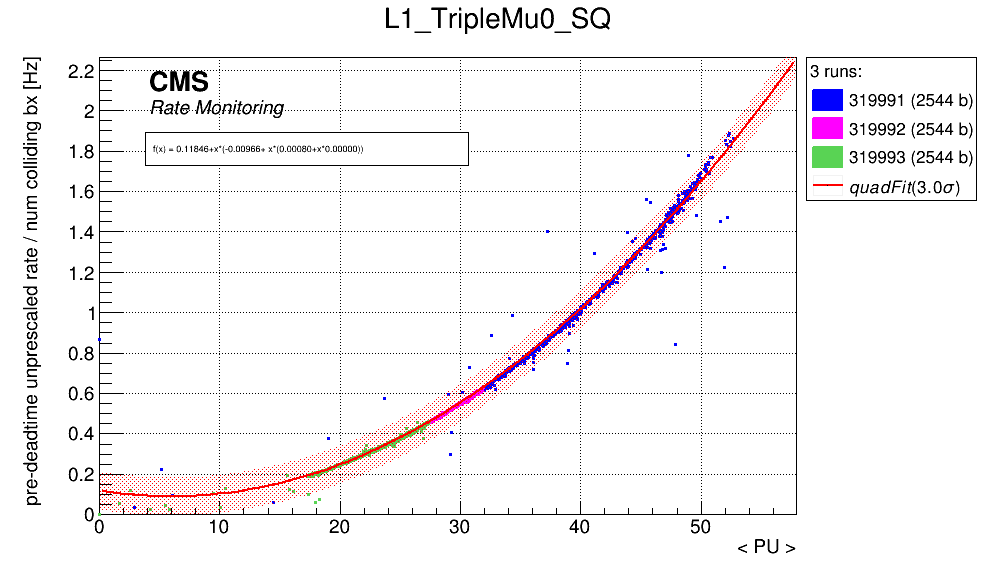 L1_TripleMu0_SQ
pre-deadtime unprescaled rate / num colliding bx [Hz]
CMS
Rate Monitoring
f(x) = 0.11846+x*(-0.00966+ x*(0.00080+x*0.00000))
2.2
2
1.8
1.6
1.4
1.2
1
0.8
0.6
0.4
0.2
0
0 10 20 30 40 50
< PU >
3 runs:
319991 (2544 b)
319992 (2544 b)
319993 (2544 b)
quadFit(3.0σ)